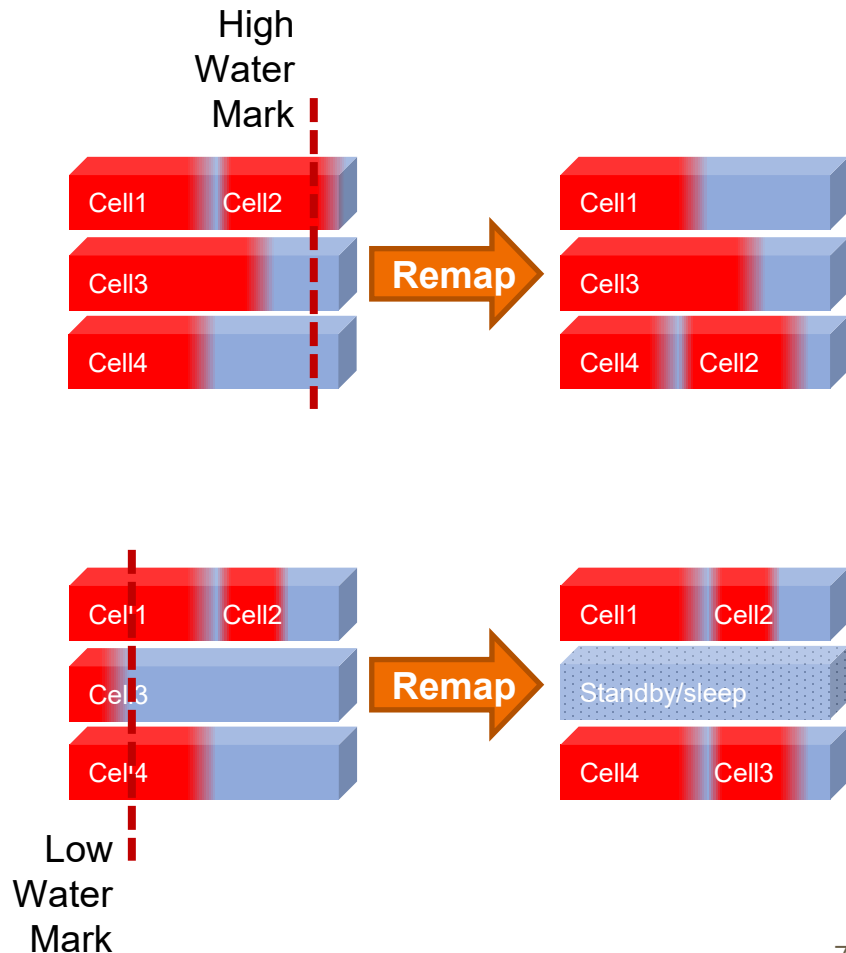 High
Water
Mark
Cell1 Cell2
Cell3
Cell4
Remap
Cell1
Cell3
Cell4 Cell2
Cell1 Cell2
Cell3
Cell4
Remap
Cell1 Cell2
Standby/sleep
Cell4 Cell3
Low
Water
Mark